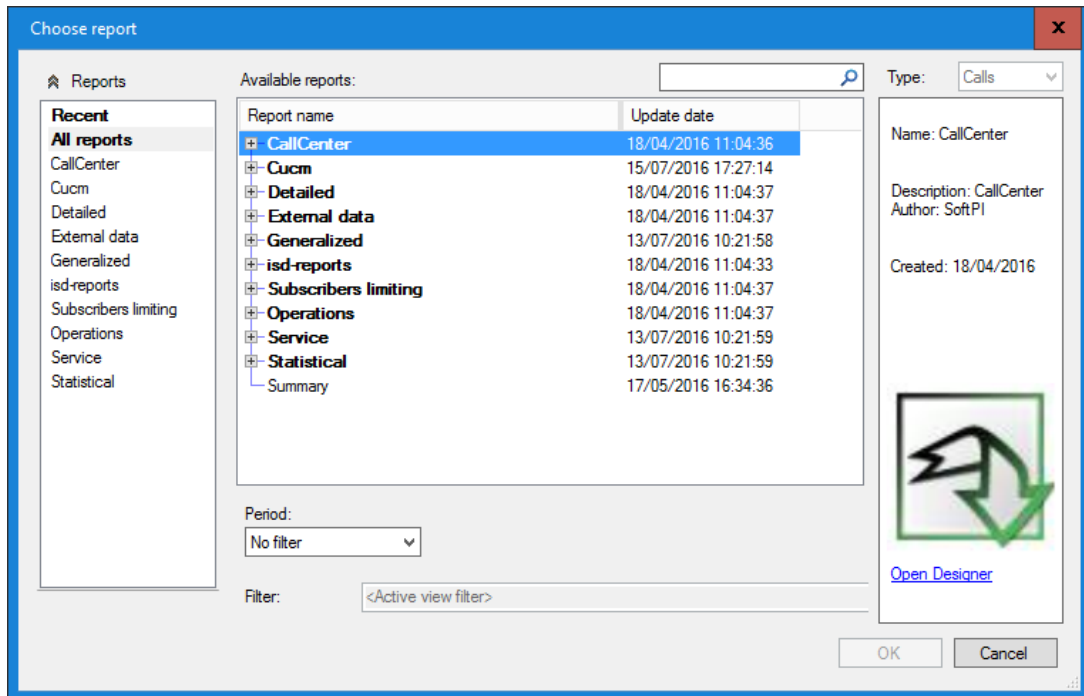 Choose report
x
Reports
Recent
All reports
CallCenter
Cucm
Detailed
External data
Generalized
isd-reports
Subscribers limiting
Operations
Service
Statistical
Available reports:
Report name Update date
CallCenter 18/04/2016 11:04:36
Cucm 15/07/2016 17:27:14
Detailed 18/04/2016 11:04:37
External data 18/04/2016 11:04:37
Generalized 13/07/2016 10:21:58
isd-reports 18/04/2016 11:04:33
Subscribers limiting 18/04/2016 11:04:37
Operations 18/04/2016 11:04:37
Service 13/07/2016 10:21:59
Statistical 13/07/2016 10:21:59
Summary 17/05/2016 16:34:36
Period:
No filter
Filter: <Active view filter>
Type: Calls
Name: CallCenter
Description: CallCenter
Author: SoftPI
Created: 18/04/2016
Open Designer
OK Cancel